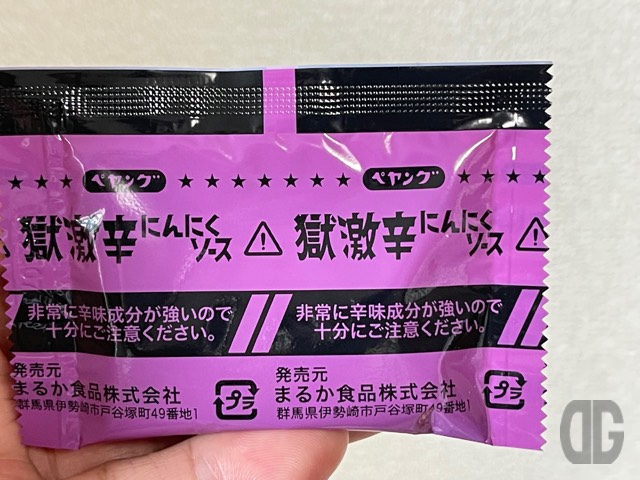 ★★ ペヤング ★★★★★★★ ペヤング ★★★★
獄激辛にんにくソース ⚠ 獄激辛にんにくソース ⚠
非常に辛味成分が強いので
十分にご注意ください。
非常に辛味成分が強いので
十分にご注意ください。
発売元
まるか食品株式会社
群馬県伊勢崎市戸谷塚町49番地1
プラ
発売元
まるか食品株式会社
群馬県伊勢崎市戸谷塚町49番地1
プラ
DG